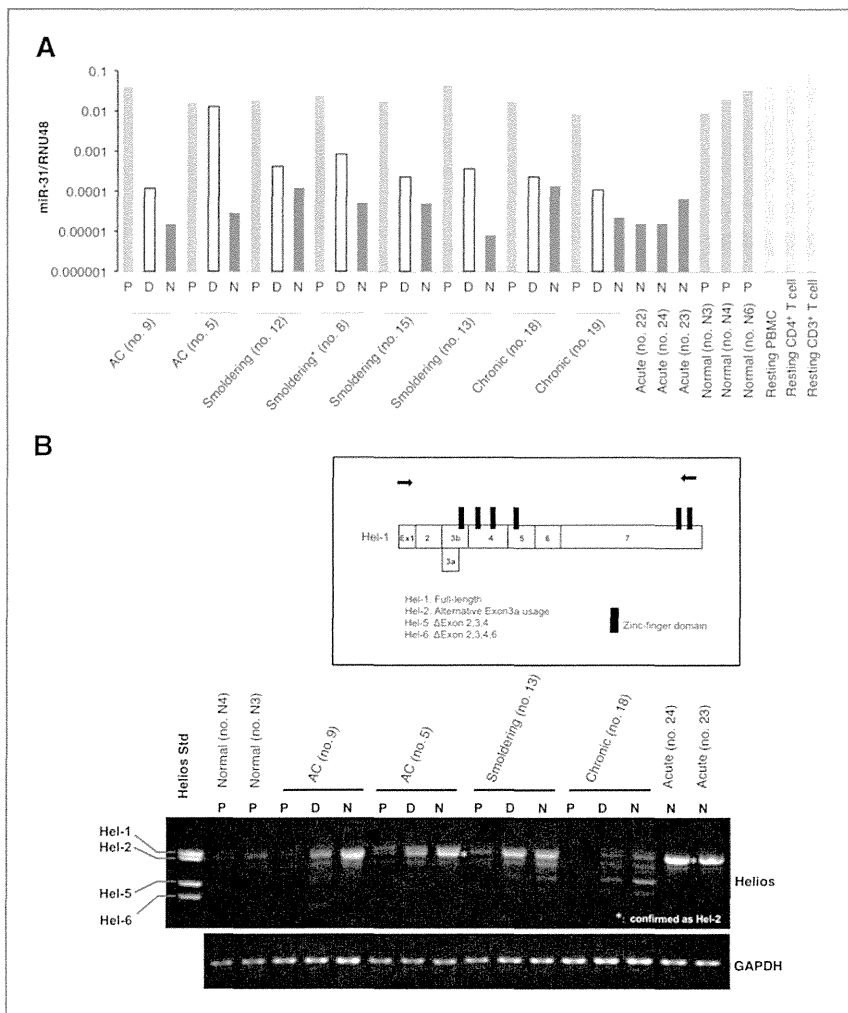 A
0.1
0.01
0.001
0.0001
0.00001
0.000001
miR-31/RNU48
P D N P D N P D N P D N P D N P D N P D N P D N N N N P P P
AC (no. 9)
AC (no. 5)
Smoldering (no. 12)
Smoldering* (no. 6)
Smoldering (no. 15)
Smoldering (no. 13)
Chronic (no. 18)
Chronic (no. 19)
Acute (no. 22)
Acute (no. 24)
Acute (no. 23)
Normal (no. N3)
Normal (no. N4)
Normal (no. N6)
Resting PBMC
Resting CD4+ T cell
Resting CD3+ T cell
B
Hel-1
Ex1 2 3b 4 5 6 7
3a
Hel-1. Full-length
Hel-2. Alternative Exon3a usage
Hel-5. ΔExon 2,3,4
Hel-6. ΔExon 2,3,4,6
Zinc-finger domain
Helios Std
Normal (no. N4)
Normal (no. N3)
AC (no. 9)
AC (no. 5)
Smoldering (no. 13)
Chronic (no. 18)
Acute (no. 24)
Acute (no. 23)
P P P D N P D N P D N P D N N N
Hel-1
Hel-2
Hel-5
Hel-6
Helios
*: confirmed as Hel-2
GAPDH